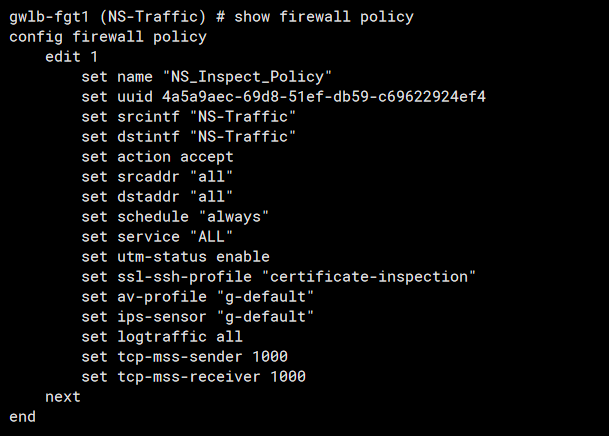 gwlb-fgt1 (NS-Traffic) # show firewall policy
config firewall policy
    edit 1
        set name "NS_Inspect_Policy"
        set uuid 4a5a9aec-69d8-51ef-db59-c69622924ef4
        set srcintf "NS-Traffic"
        set dstintf "NS-Traffic"
        set action accept
        set srcaddr "all"
        set dstaddr "all"
        set schedule "always"
        set service "ALL"
        set utm-status enable
        set ssl-ssh-profile "certificate-inspection"
        set av-profile "g-default"
        set ips-sensor "g-default"
        set logtraffic all
        set tcp-mss-sender 1000
        set tcp-mss-receiver 1000
    next
end